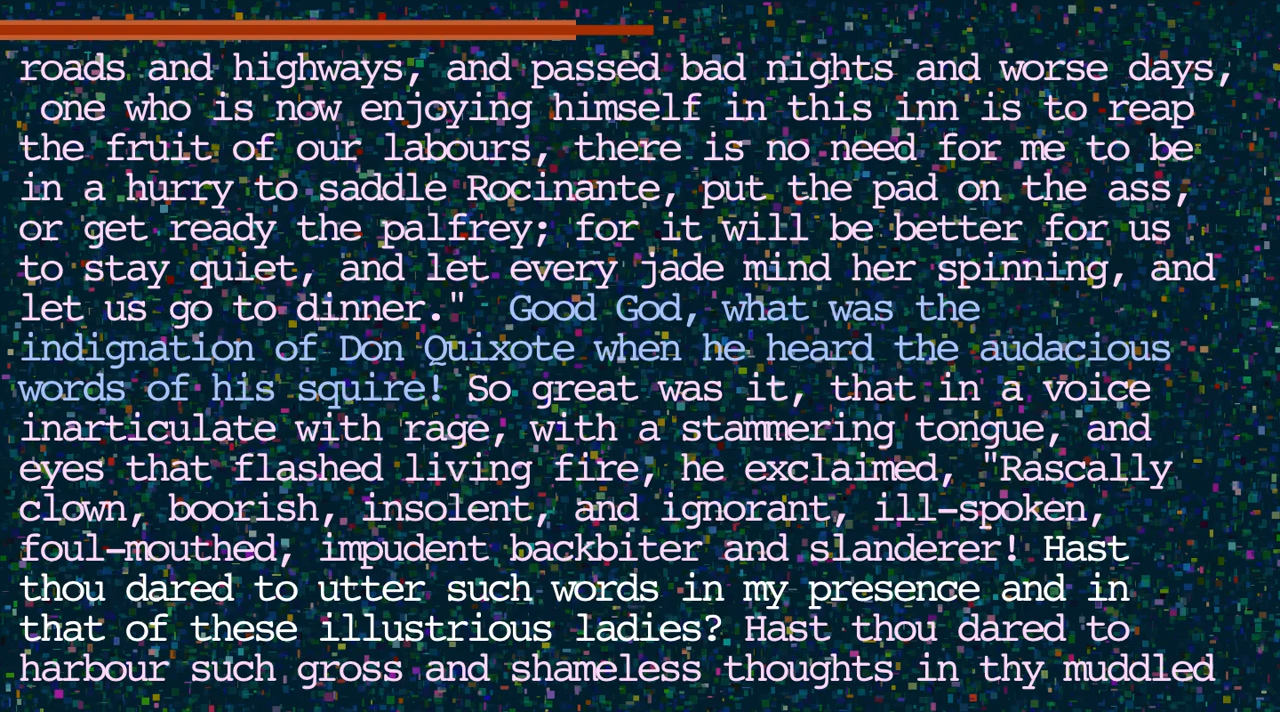 roads and highways, and passed bad nights and worse days,
one who is now enjoying himself in this inn is to reap
the fruit of our labours, there is no need for me to be
in a hurry to saddle Rocinante, put the pad on the ass,
or get ready the palfrey; for it will be better for us
to stay quiet, and let every jade mind her spinning, and
let us go to dinner."  Good God, what was the
indignation of Don Quixote when he heard the audacious
words of his squire! So great was it, that in a voice
inarticulate with rage, with a stammering tongue, and
eyes that flashed living fire, he exclaimed, "Rascally
clown, boorish, insolent, and ignorant, ill-spoken,
foul-mouthed, impudent backbiter and slanderer! Hast
thou dared to utter such words in my presence and in
that of these illustrious ladies? Hast thou dared to
harbour such gross and shameless thoughts in thy muddled